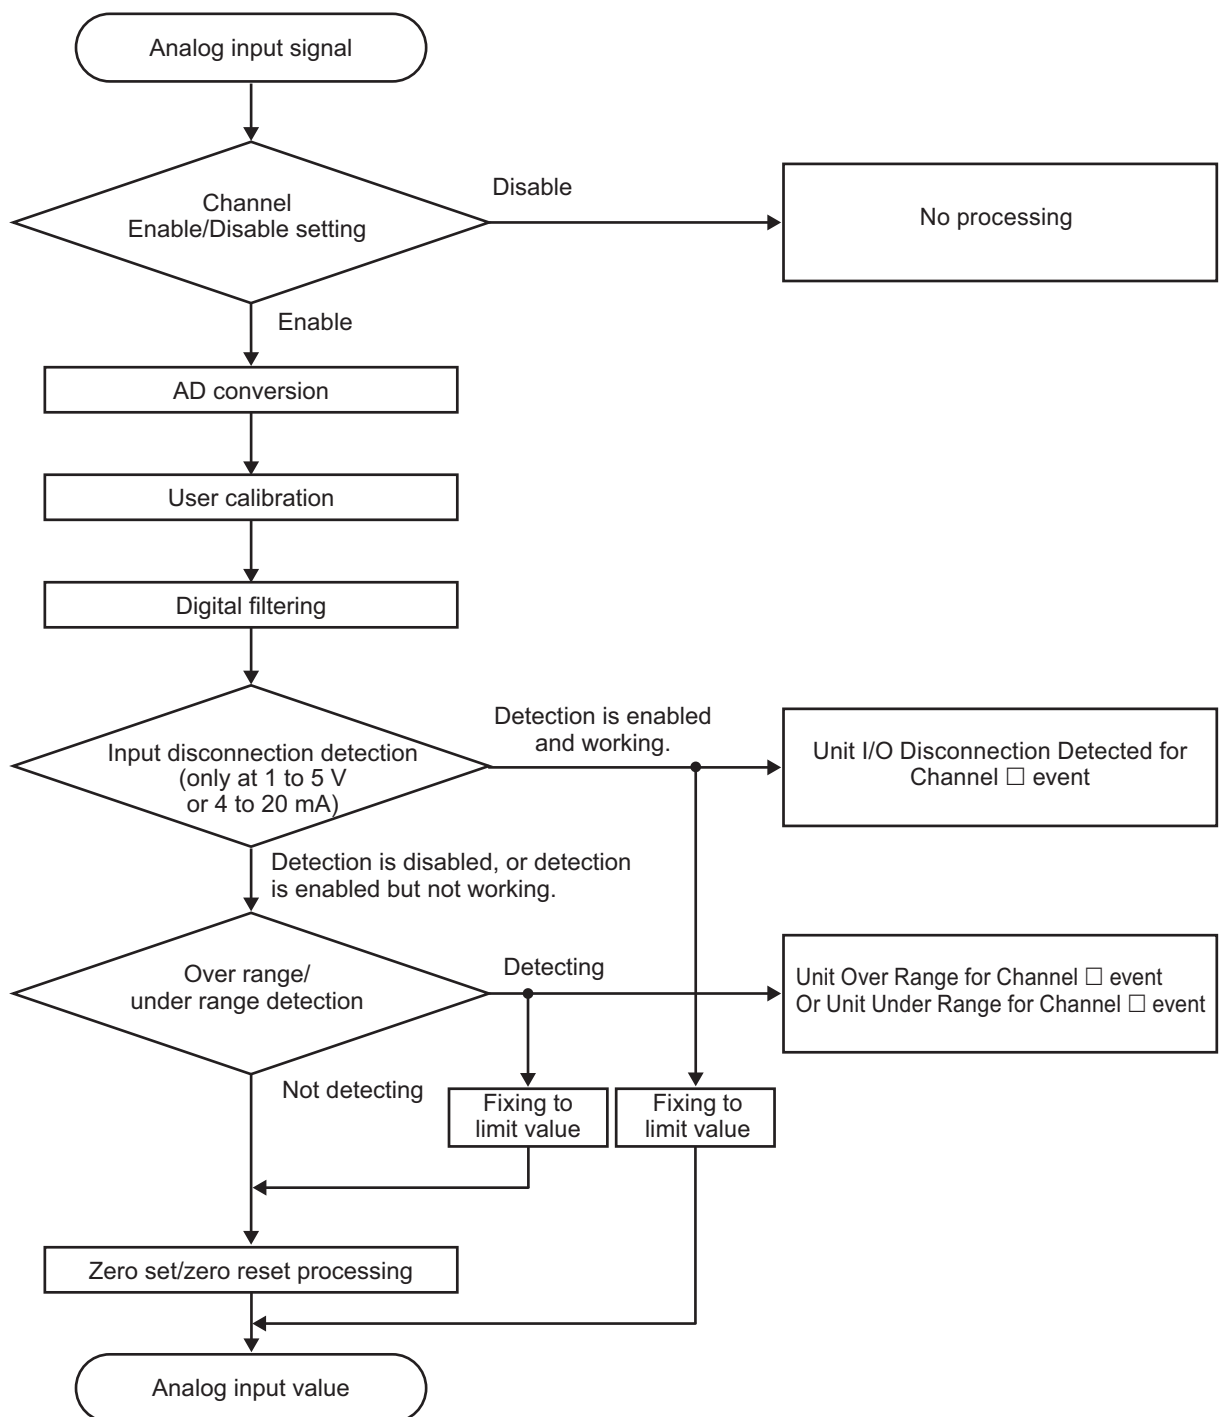 Analog input signal
Channel
Enable/Disable setting
Disable
No processing
Enable
AD conversion
User calibration
Digital filtering
Input disconnection detection
(only at 1 to 5 V
or 4 to 20 mA)
Detection is enabled
and working.
Unit I/O Disconnection Detected for
Channel □ event
Detection is disabled, or detection
is enabled but not working.
Over range/
under range detection
Detecting
Unit Over Range for Channel □ event
Or Unit Under Range for Channel □ event
Not detecting
Fixing to
limit value
Fixing to
limit value
Zero set/zero reset processing
Analog input value